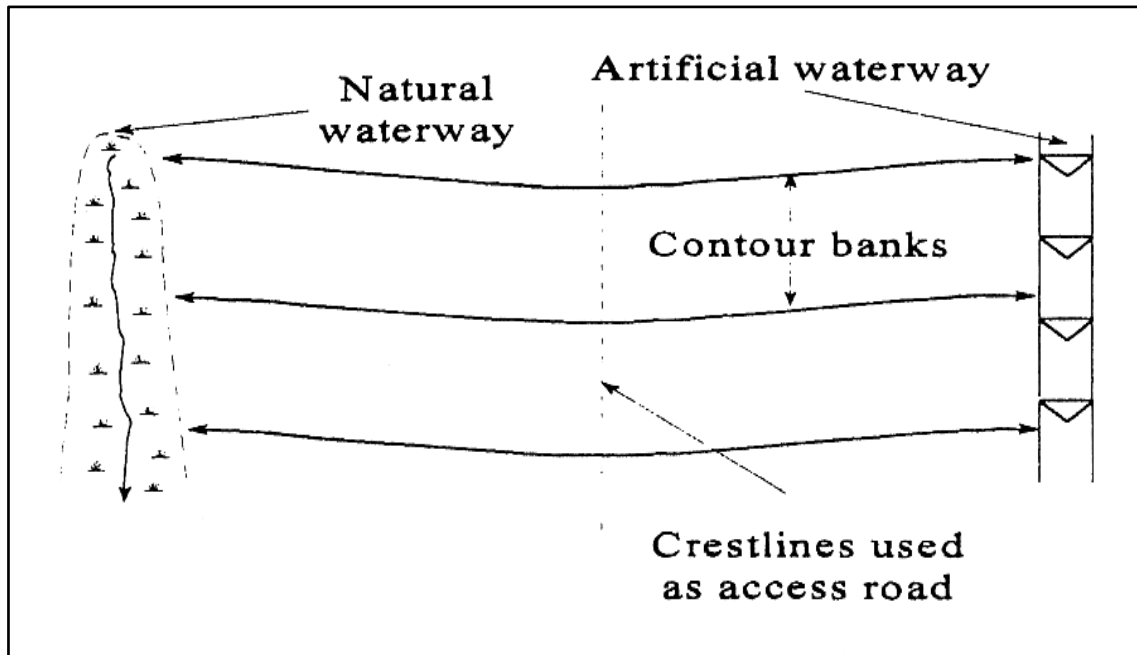 Natural
waterway
Artificial waterway
Contour banks
Crestlines used
as access road